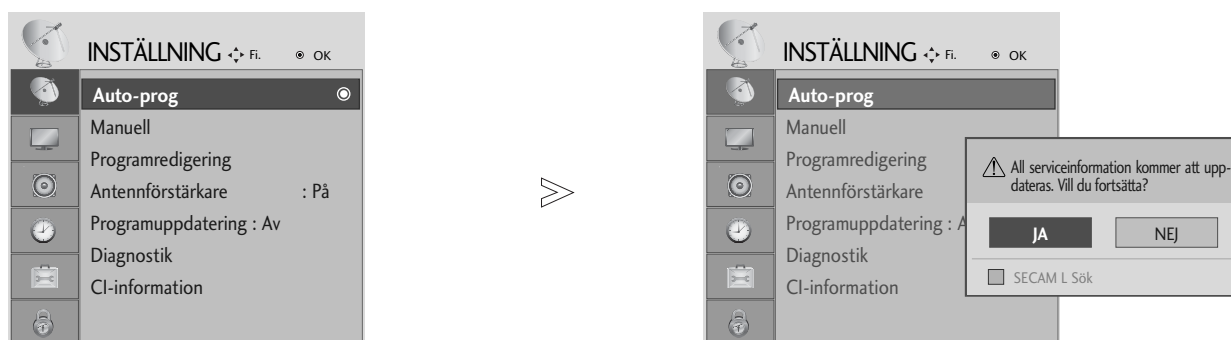 INSTÄLLNING Fi. OK
Auto-prog
Manuell
Programredigering
Antennförstärkare : På
Programuppdatering : Av
Diagnostik
CI-information
INSTÄLLNING Fi. OK
Auto-prog
Manuell
Programredigering
Antennförstärkare
Programuppdatering : A
Diagnostik
CI-information
All serviceinformation kommer att upp-
dateras. Vill du fortsätta?
JA NEJ
SECAM L Sök